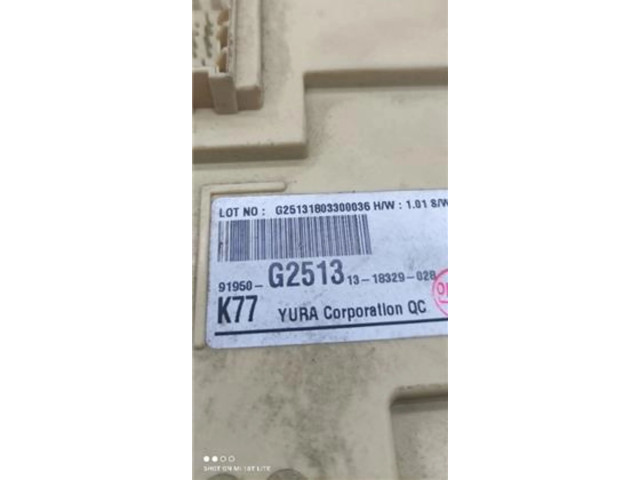 LOT NO : G25131803300036 H/W : 1.01 S/W
91950-G2513 13-18329-028
K77 YURA Corporation QC
SHOT ON MI 10T LITE